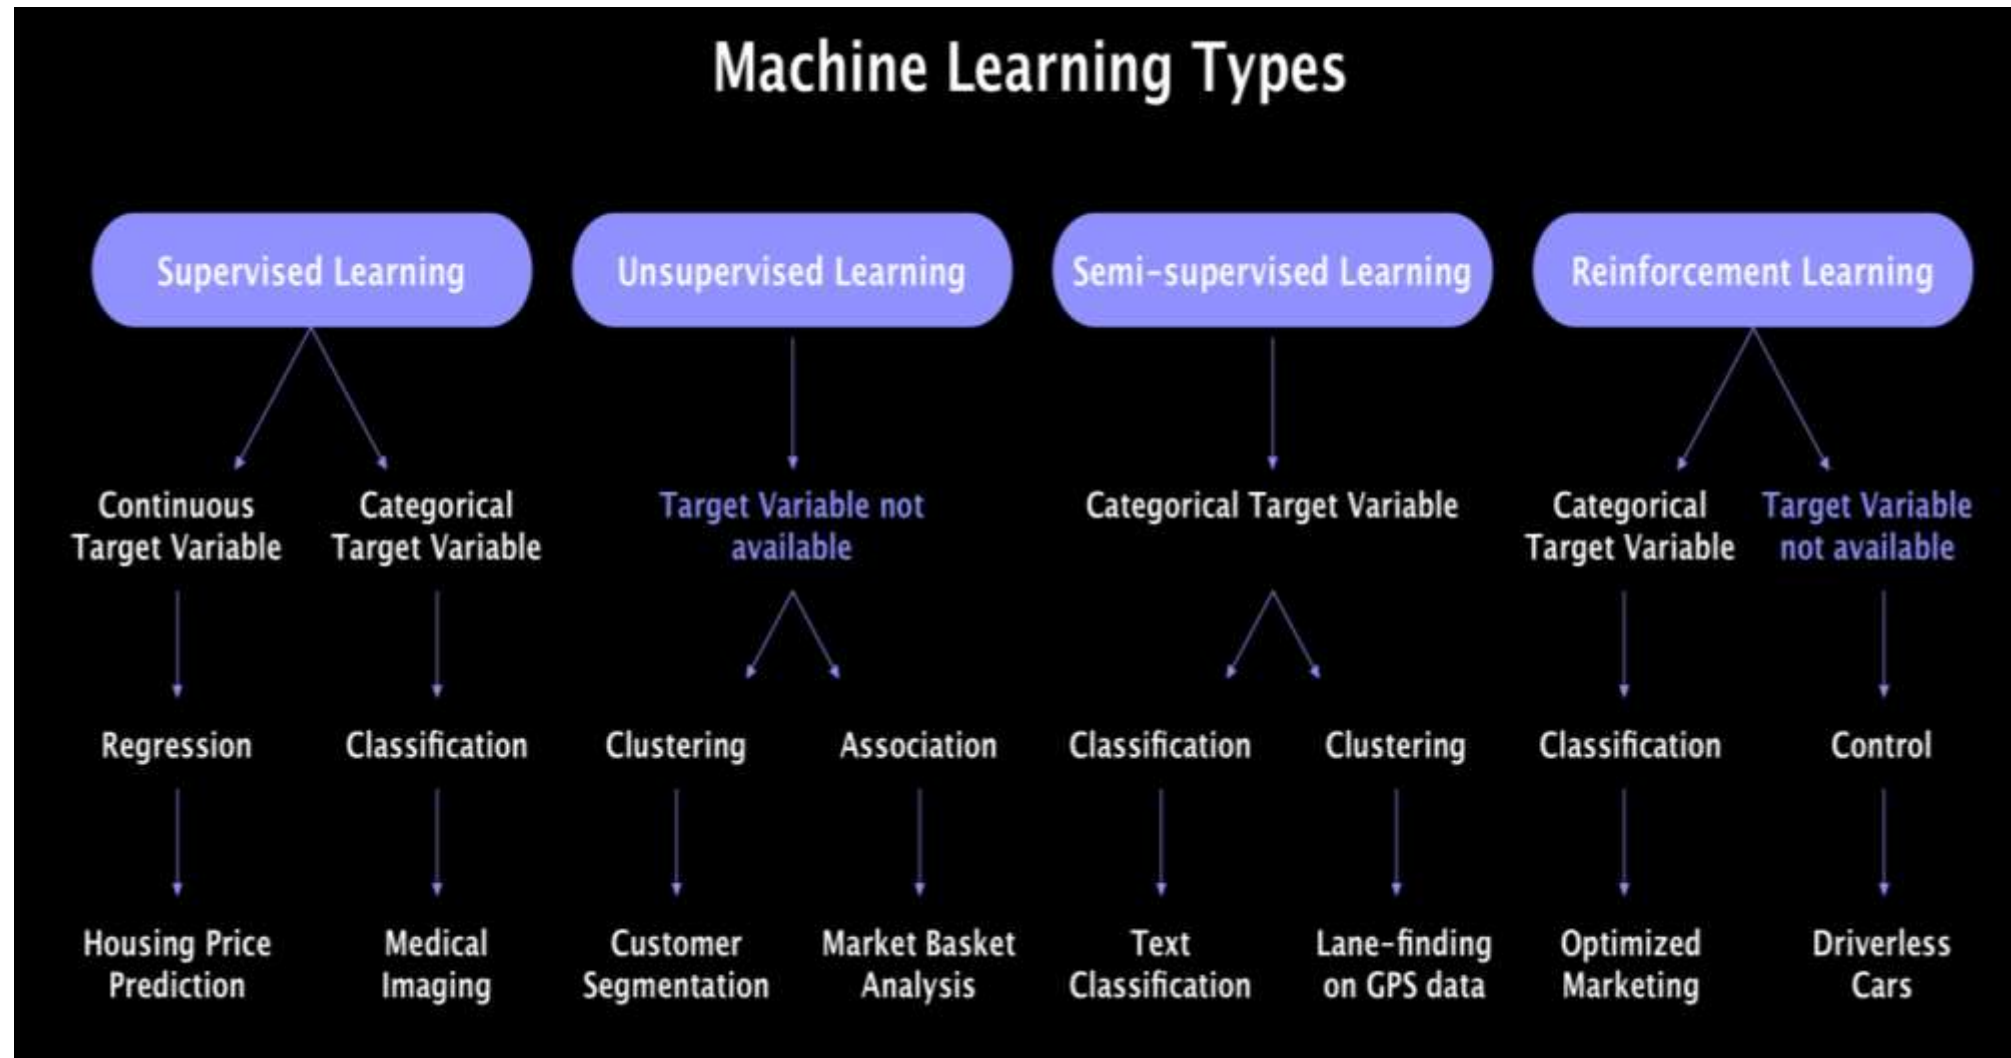 Machine Learning Types
Supervised Learning
Unsupervised Learning
Semi-supervised Learning
Reinforcement Learning
Continuous
Target Variable
Categorical
Target Variable
Target Variable not
available
Categorical Target Variable
Categorical
Target Variable
Target Variable
not available
Regression
Classification
Clustering
Association
Classification
Clustering
Classification
Control
Housing Price
Prediction
Medical
Imaging
Customer
Segmentation
Market Basket
Analysis
Text
Classification
Lane-finding
on GPS data
Optimized
Marketing
Driverless
Cars